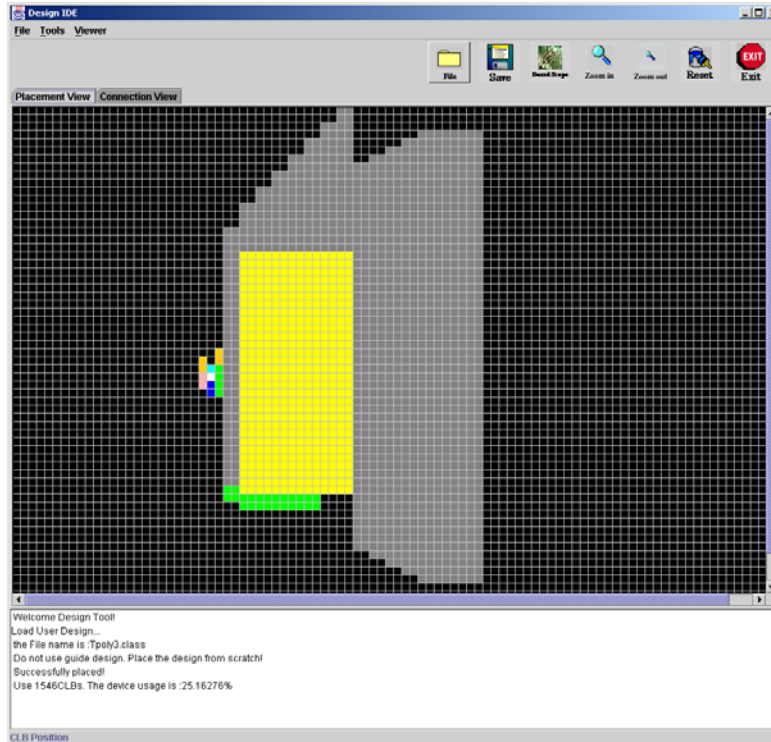 Design IDE
File Tools Viewer
File Save Board Scope Zoom in Zoom out Reset EXIT Exit
Placement View Connection View
Welcome Design Tool!
Load User Design...
the File name is :Tpoly3.class
Do not use guide design. Place the design from scratch!
Successfully placed!
Use 1546CLBs. The device usage is :25.16276%
CLB Position